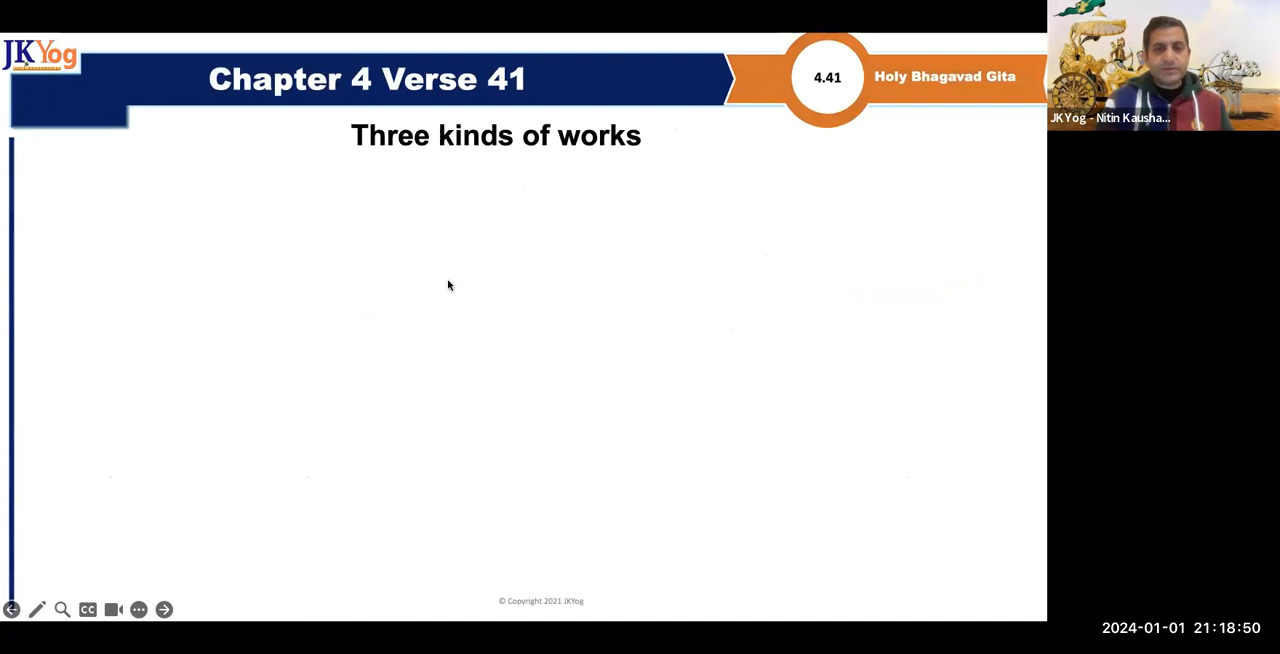 JKYog
Chapter 4 Verse 41
4.41
Holy Bhagavad Gita
JKYog - Nitin Kausha...
Three kinds of works
CC
© Copyright 2021 JKYog
2024-01-01 21:18:50